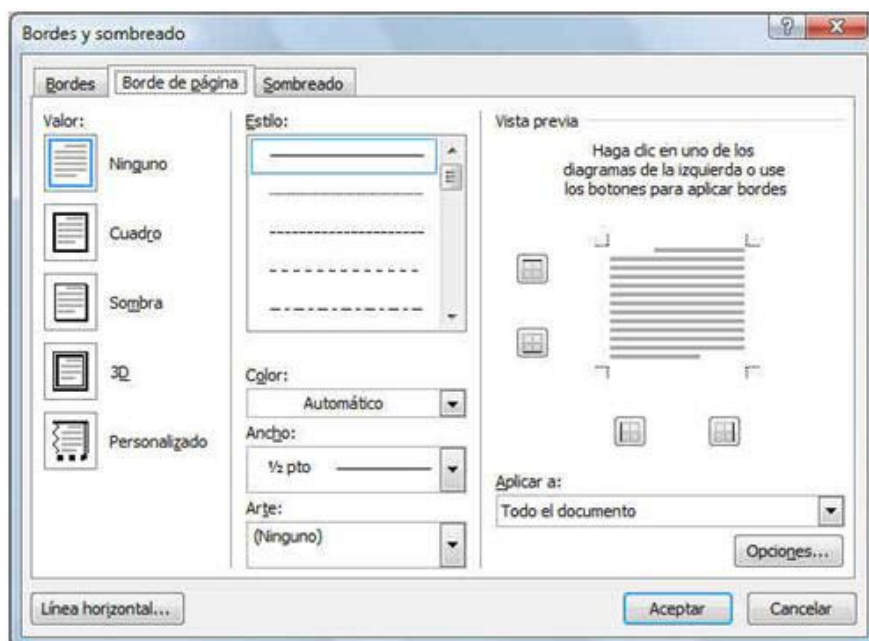 Bordes y sombreado
?
Bordes
Borde de página
Sombreado
Valor:
Ninguno
Cuadro
Sombra
3D
Personalizado
Estilo:
Color:
Automático
Ancho:
½ pto
Arte:
(Ninguno)
Vista previa
Haga clic en uno de los
diagramas de la izquierda o use
los botones para aplicar bordes
Aplicar a:
Todo el documento
Opciones...
Línea horizontal...
Aceptar
Cancelar